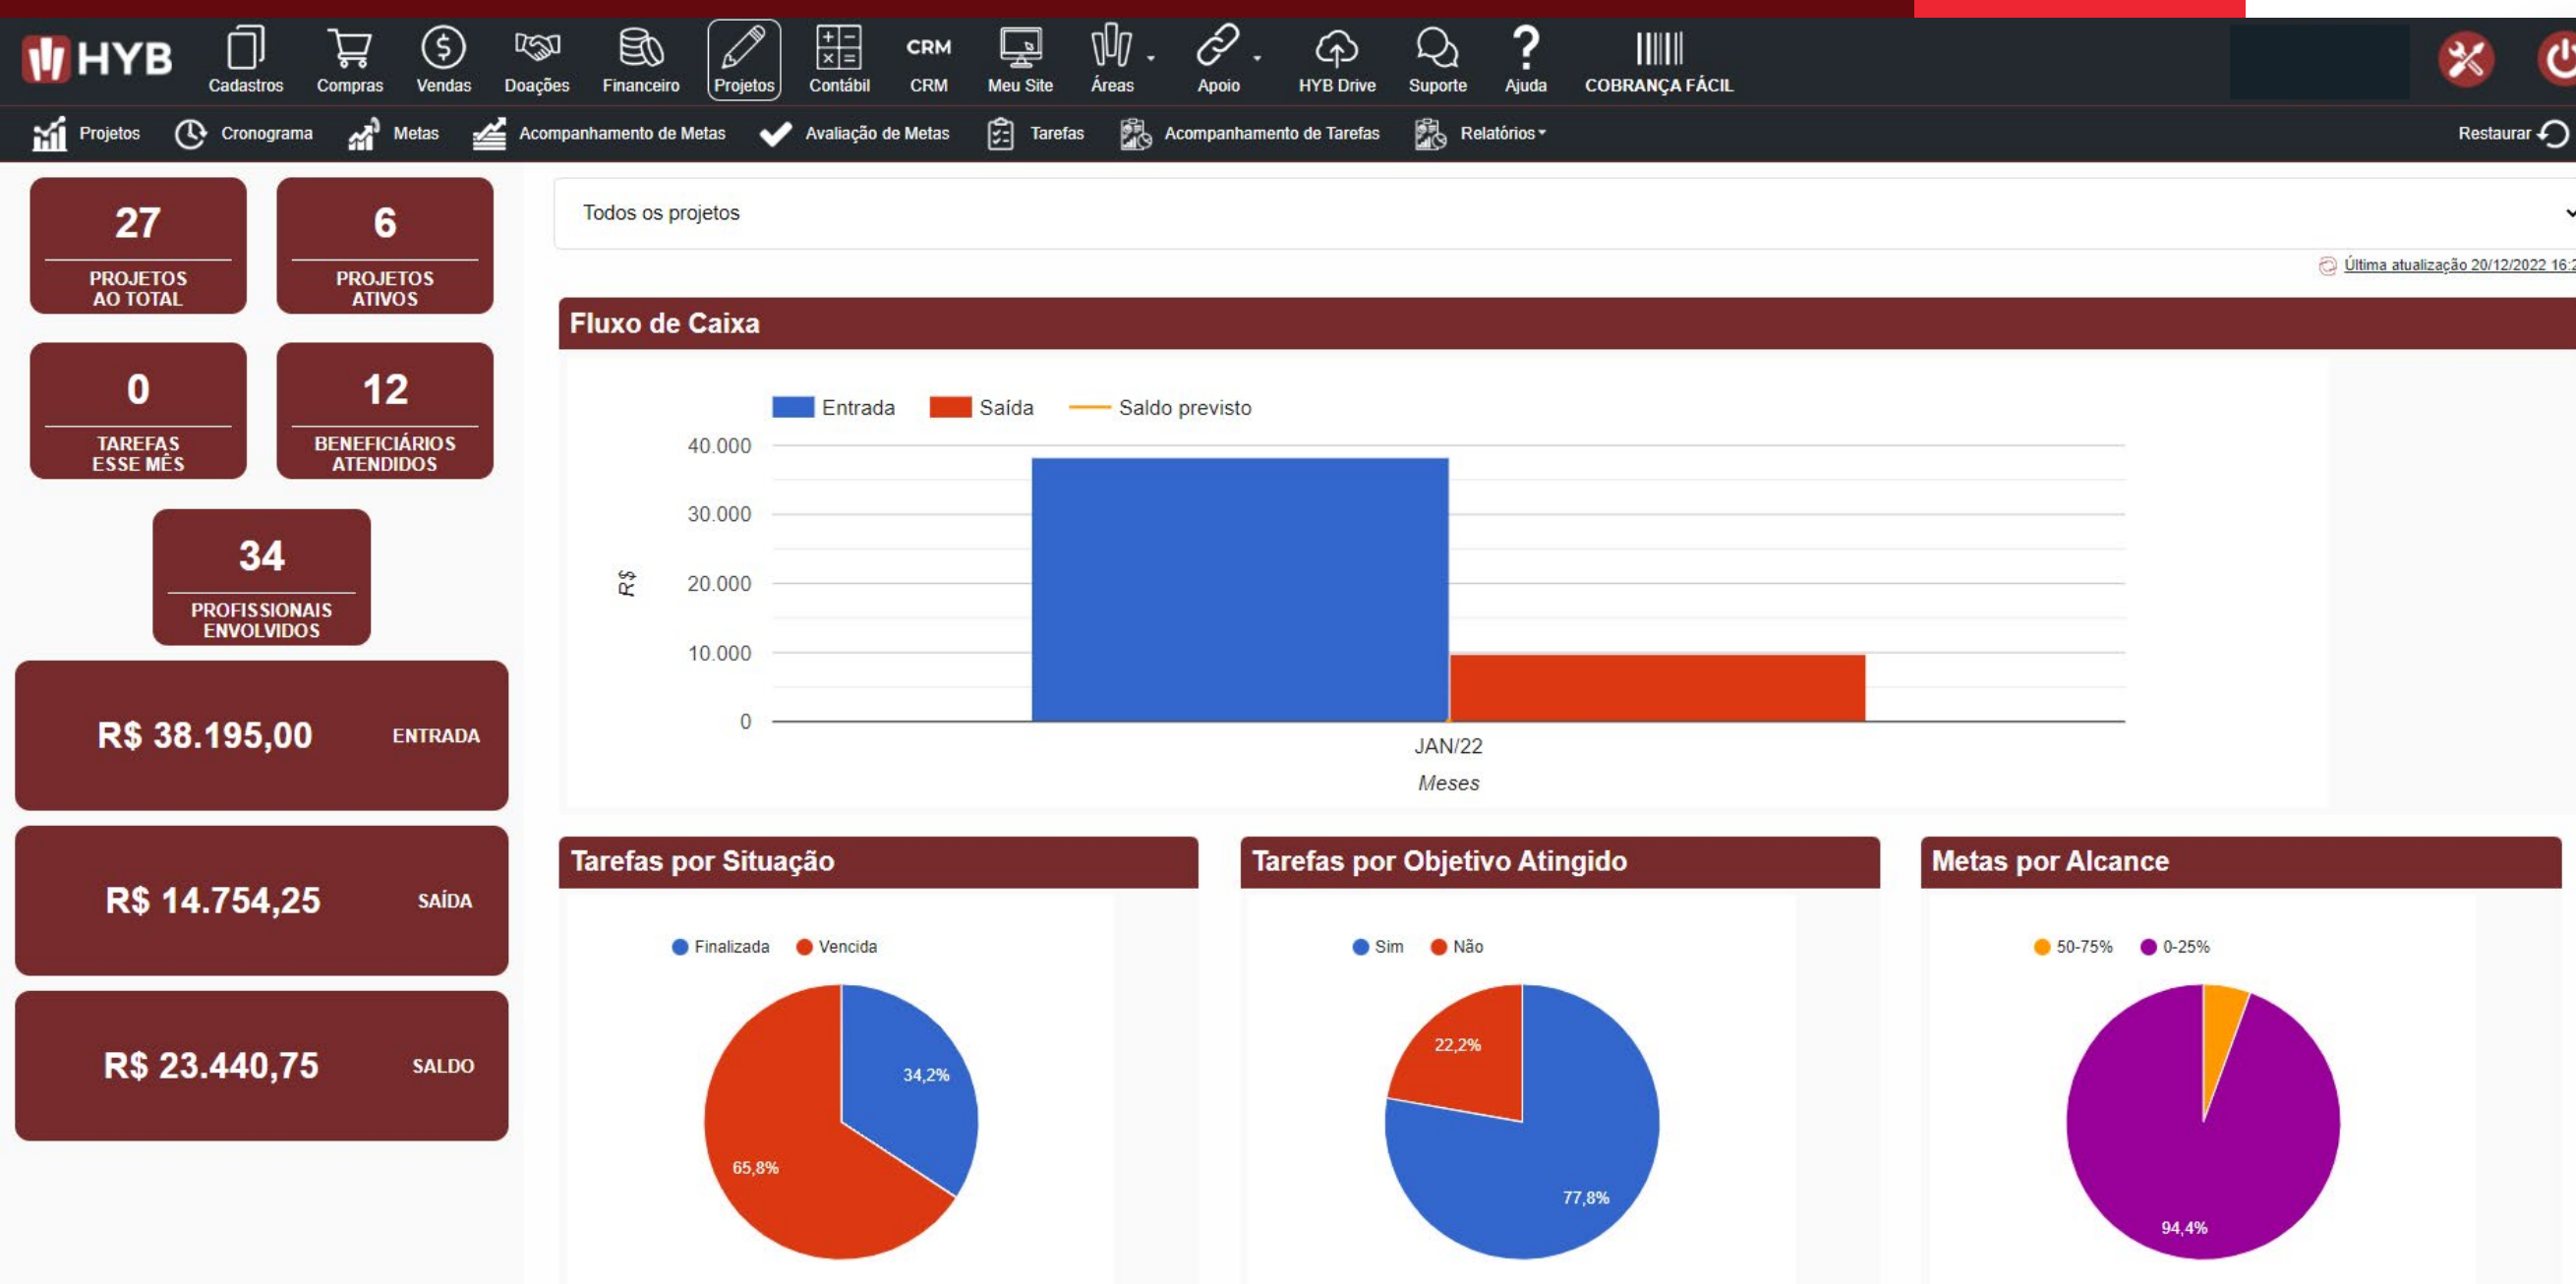 HYB
Cadastros
Compras
Vendas
Doações
Financeiro
Projetos
Contábil
CRM
CRM
Meu Site
Áreas
Apoio
HYB Drive
Suporte
Ajuda
COBRANÇA FÁCIL
Projetos
Cronograma
Metas
Acompanhamento de Metas
Avaliação de Metas
Tarefas
Acompanhamento de Tarefas
Relatórios
Restaurar
27
PROJETOS
AO TOTAL
6
PROJETOS
ATIVOS
0
TAREFAS
ESSE MÊS
12
BENEFICIÁRIOS
ATENDIDOS
34
PROFISSIONAIS
ENVOLVIDOS
R$ 38.195,00 ENTRADA
R$ 14.754,25 SAÍDA
R$ 23.440,75 SALDO
Todos os projetos
Última atualização 20/12/2022
Fluxo de Caixa
Entrada Saída Saldo previsto
40.000
30.000
20.000
10.000
0
R$
JAN/22
Meses
Tarefas por Situação
Finalizada Vencida
34,2%
65,8%
Tarefas por Objetivo Atingido
Sim Não
22,2%
77,8%
Metas por Alcance
50-75% 0-25%
94,4%